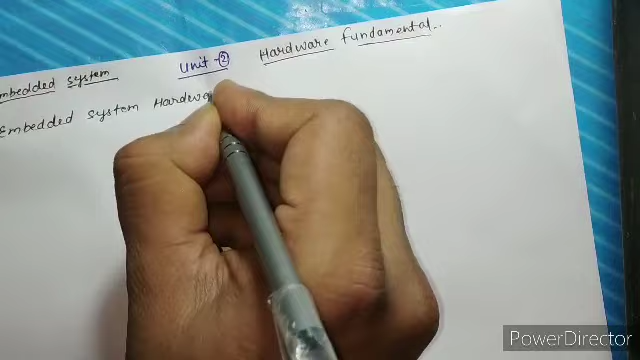 mbedded System Unit-② Hardware fundamental..
Embedded System Hardwa
PowerDirector